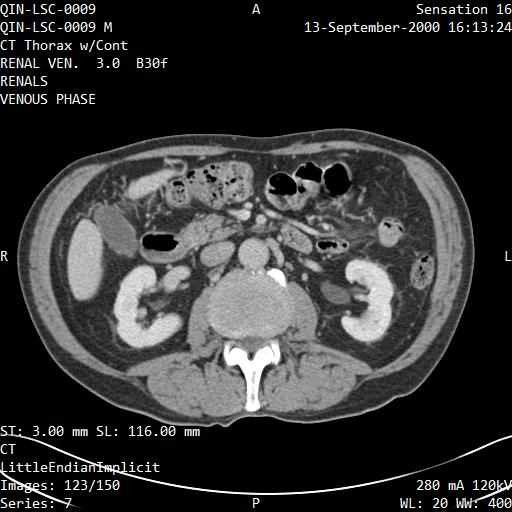 QIN-LSC-0009
A
Sensation 16
QIN-LSC-0009 M
13-September-2000 16:13:24
CT Thorax w/Cont
RENAL VEN.  3.0  B30f
RENALS
VENOUS PHASE
R
L
ST: 3.00 mm SL: 116.00 mm
CT
LittleEndianImplicit
Images: 123/150
280 mA 120kV
Series: 7
P
WL: 20 WW: 400